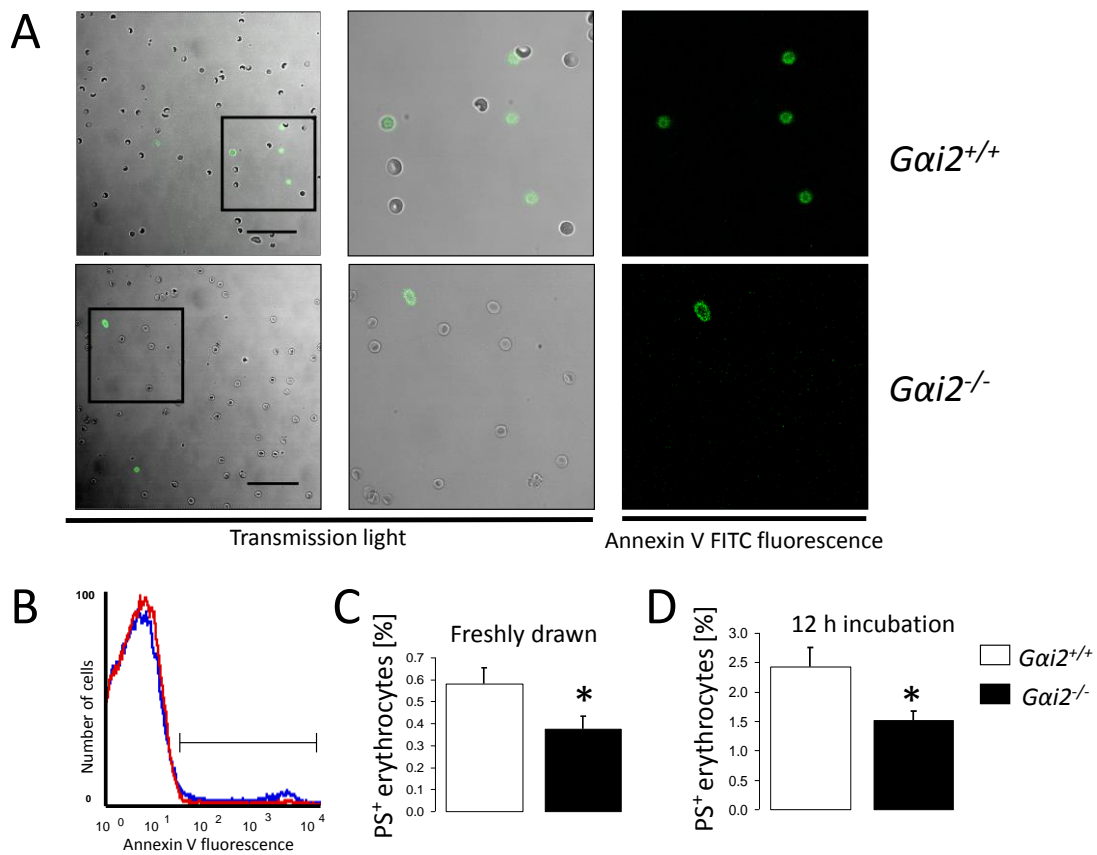 A
Gαi2+/+
Gαi2-/-
Transmission light
Annexin V FITC fluorescence
B
100
Number of cells
0
10 0 10 1 10 2 10 3 10 4
Annexin V fluorescence
C
PS+ erythrocytes [%]
Freshly drawn
0.7
0.6
0.5
0.4
0.3
0.2
0.1
0.0
*
D
PS+ erythrocytes [%]
12 h incubation
3.0
2.5
2.0
1.5
1.0
0.5
0.0
*
Gαi2+/+
Gαi2-/-